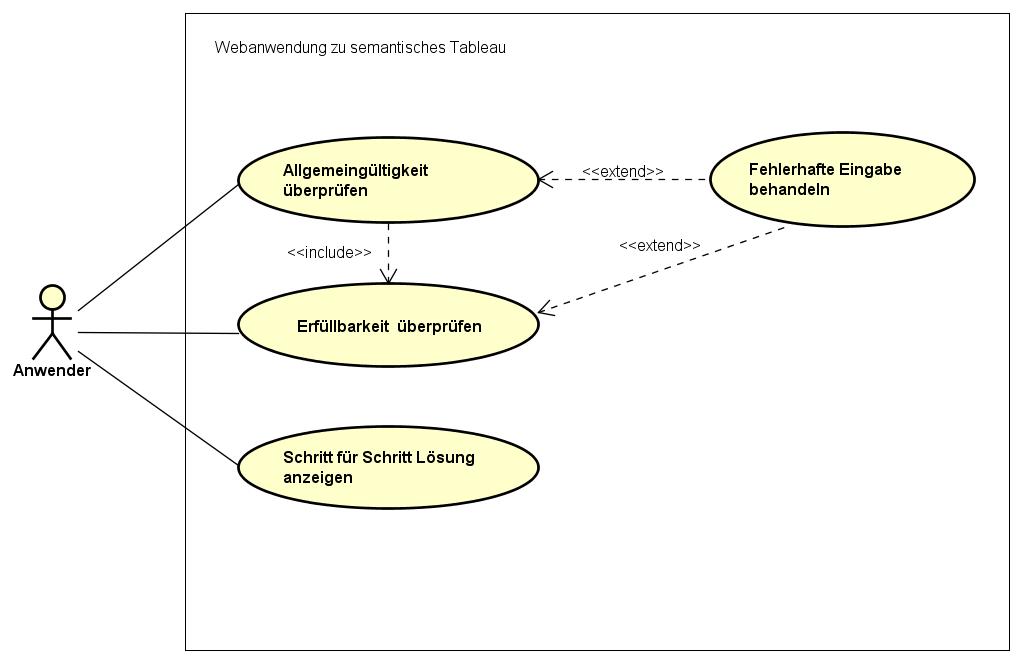 Webanwendung zu semantisches Tableau
Allgemeingültigkeit
überprüfen
<<extend>>
Fehlerhafte Eingabe
behandeln
<<include>>
<<extend>>
Erfüllbarkeit  überprüfen
Anwender
Schritt für Schritt Lösung
anzeigen